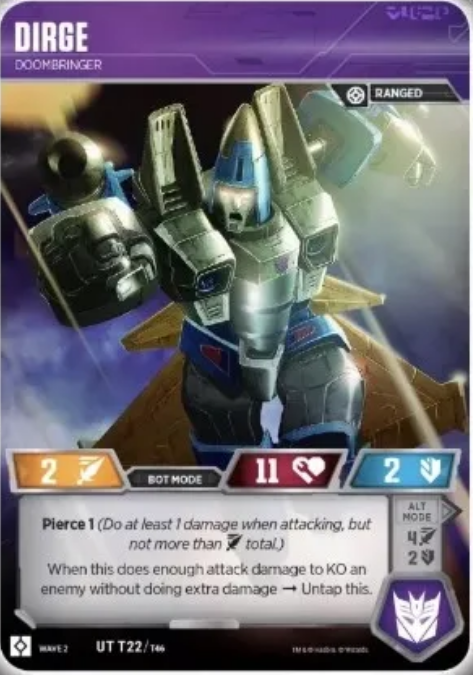 DIRGE
DOOMBRINGER
RANGED
2
BOT MODE
11
2
Pierce 1 (Do at least 1 damage when attacking, but
not more than total.)
When this does enough attack damage to KO an
enemy without doing extra damage → Untap this.
ALT
MODE
4
2
WAVE 2
UT T22/T46